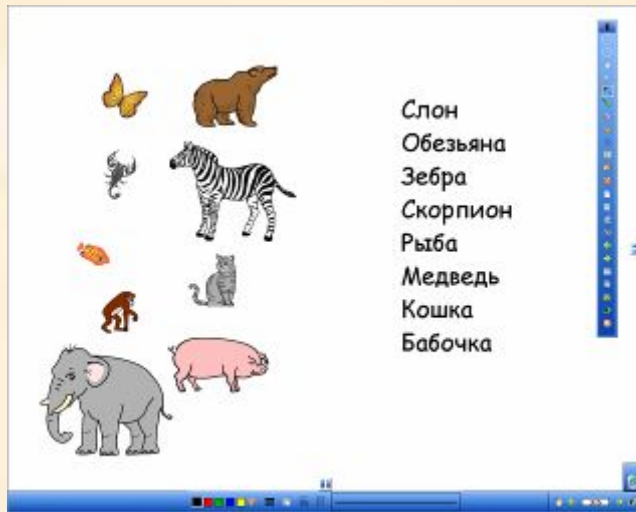 Слон
Обезьяна
Зебра
Скорпион
Рыба
Медведь
Кошка
Бабочка